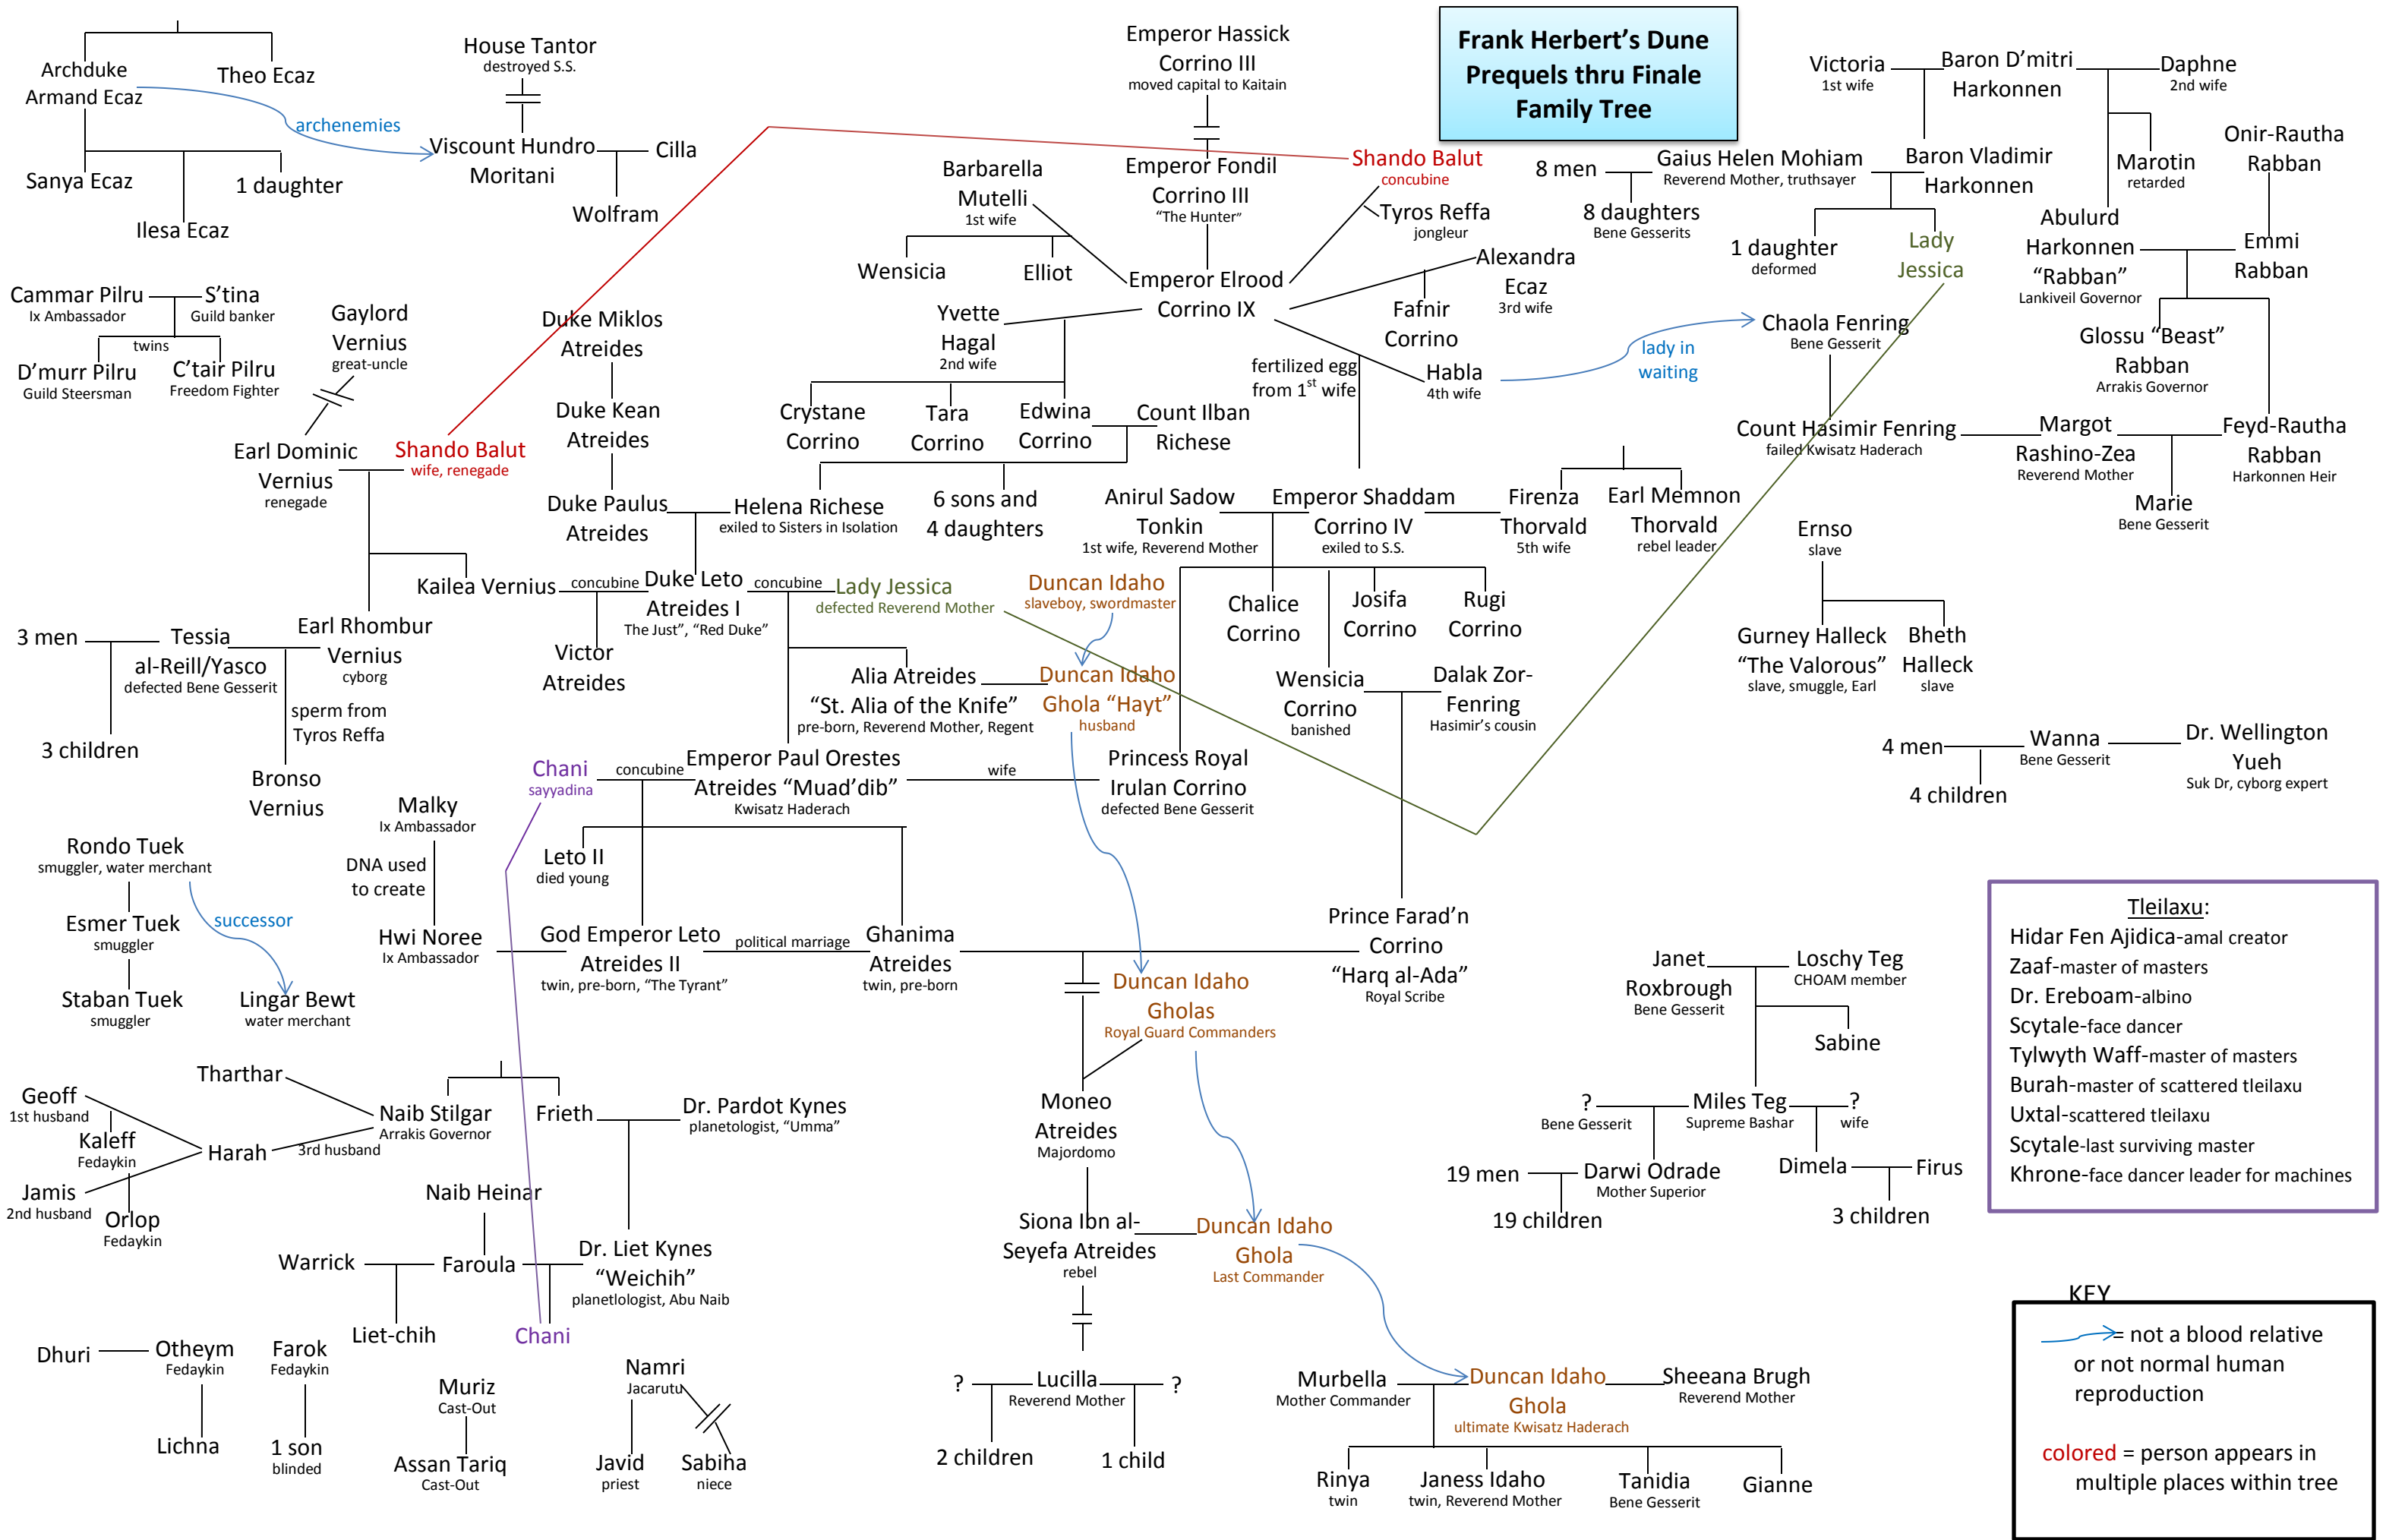 Frank Herbert's Dune
Prequels thru Finale
Family Tree
Archduke
Armand Ecaz
Theo Ecaz
archenemies
Sanya Ecaz
1 daughter
Ilesa Ecaz
House Tantor
destroyed S.S.
Viscount Hundro
Moritani
Cilla
Wolfram
Emperor Hassick
Corrino III
moved capital to Kaitain
Emperor Fondil
Corrino III
"The Hunter"
Barbarella
Mutelli
1st wife
Wensicia
Elliot
Shando Balut
concubine
Tyros Reffa
jongleur
Emperor Elrood
Corrino IX
Alexandra
Ecaz
3rd wife
Fafnir
Corrino
Yvette
Hagal
2nd wife
fertilized egg
from 1st wife
Habla
4th wife
lady in
waiting
Crystane
Corrino
Tara
Corrino
Edwina
Corrino
Count Ilban
Richese
Victoria
1st wife
Baron D'mitri
Harkonnen
Daphne
2nd wife
8 men
Gaius Helen Mohiam
Reverend Mother, truthsayer
Baron Vladimir
Harkonnen
Marotin
retarded
Onir-Rautha
Rabban
8 daughters
Bene Gesserits
1 daughter
deformed
Lady
Jessica
Abulurd
Harkonnen
"Rabban"
Lankiveil Governor
Emmi
Rabban
Chaola Fenring
Bene Gesserit
Glossu "Beast"
Rabban
Arrakis Governor
Count Hasimir Fenring
failed Kwisatz Haderach
Margot
Rashino-Zea
Reverend Mother
Feyd-Rautha
Rabban
Harkonnen Heir
Marie
Bene Gesserit
Cammar Pilru
Ix Ambassador
S'tina
Guild banker
twins
D'murr Pilru
Guild Steersman
C'tair Pilru
Freedom Fighter
Gaylord
Vernius
great-uncle
Earl Dominic
Vernius
renegade
Shando Balut
wife, renegade
Duke Miklos
Atreides
Duke Kean
Atreides
Duke Paulus
Atreides
Helena Richese
exiled to Sisters in Isolation
6 sons and
4 daughters
Anirul Sadow
Tonkin
1st wife, Reverend Mother
Emperor Shaddam
Corrino IV
exiled to S.S.
Firenza
Thorvald
5th wife
Earl Memnon
Thorvald
rebel leader
Ernso
slave
Gurney Halleck
"The Valorous"
slave, smuggle, Earl
Bheth
Halleck
slave
Kailea Vernius
concubine
Duke Leto
Atreides I
The Just", "Red Duke"
concubine
Lady Jessica
defected Reverend Mother
Duncan Idaho
slaveboy, swordmaster
Chalice
Corrino
Josifa
Corrino
Rugi
Corrino
3 men
Tessia
al-Reill/Yasco
defected Bene Gesserit
Earl Rhombur
Vernius
cyborg
Victor
Atreides
Alia Atreides
"St. Alia of the Knife"
pre-born, Reverend Mother, Regent
Duncan Idaho
Ghola "Hayt"
husband
Wensicia
Corrino
banished
Dalak Zor-
Fenring
Hasimir's cousin
sperm from
Tyros Reffa
3 children
Bronso
Vernius
4 men
Wanna
Bene Gesserit
Dr. Wellington
Yueh
Suk Dr, cyborg expert
4 children
Chani
sayyadina
concubine
Emperor Paul Orestes
Atreides "Muad'dib"
Kwisatz Haderach
wife
Princess Royal
Irulan Corrino
defected Bene Gesserit
Malky
Ix Ambassador
DNA used
to create
Leto II
died young
Rondo Tuek
smuggler, water merchant
successor
Esmer Tuek
smuggler
Staban Tuek
smuggler
Lingar Bewt
water merchant
Hwi Noree
Ix Ambassador
God Emperor Leto
Atreides II
twin, pre-born, "The Tyrant"
political marriage
Ghanima
Atreides
twin, pre-born
Prince Farad'n
Corrino
"Harq al-Ada"
Royal Scribe
Duncan Idaho
Gholas
Royal Guard Commanders
Janet
Roxbrough
Bene Gesserit
Loschy Teg
CHOAM member
Sabine
Tleilaxu:
Hidar Fen Ajidica-amal creator
Zaaf-master of masters
Dr. Ereboam-albino
Scytale-face dancer
Tylwyth Waff-master of masters
Burah-master of scattered tleilaxu
Uxtal-scattered tleilaxu
Scytale-last surviving master
Khrone-face dancer leader for machines
Tharthar
Geoff
1st husband
Kaleff
Fedaykin
Harah
3rd husband
Jamis
2nd husband
Orlop
Fedaykin
Naib Stilgar
Arrakis Governor
Frieth
Dr. Pardot Kynes
planetologist, "Umma"
Moneo
Atreides
Majordomo
?
Bene Gesserit
Miles Teg
Supreme Bashar
?
wife
19 men
Darwi Odrade
Mother Superior
Dimela
Firus
19 children
3 children
Naib Heinar
Warrick
Faroula
Dr. Liet Kynes
"Weichih"
planetlologist, Abu Naib
Siona Ibn al-
Seyefa Atreides
rebel
Duncan Idaho
Ghola
Last Commander
Liet-chih
Chani
Dhuri
Otheym
Fedaykin
Farok
Fedaykin
Lichna
1 son
blinded
Muriz
Cast-Out
Assan Tariq
Cast-Out
Namri
Jacarutu
Javid
priest
Sabiha
niece
?
Lucilla
Reverend Mother
?
2 children
1 child
Murbella
Mother Commander
Duncan Idaho
Ghola
ultimate Kwisatz Haderach
Sheeana Brugh
Reverend Mother
Rinya
twin
Janess Idaho
twin, Reverend Mother
Tanidia
Bene Gesserit
Gianne
KEY
= not a blood relative
or not normal human
reproduction
colored = person appears in
multiple places within tree